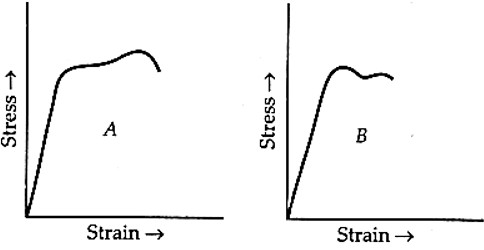 Stress →
A
Strain →
Stress →
B
Strain →